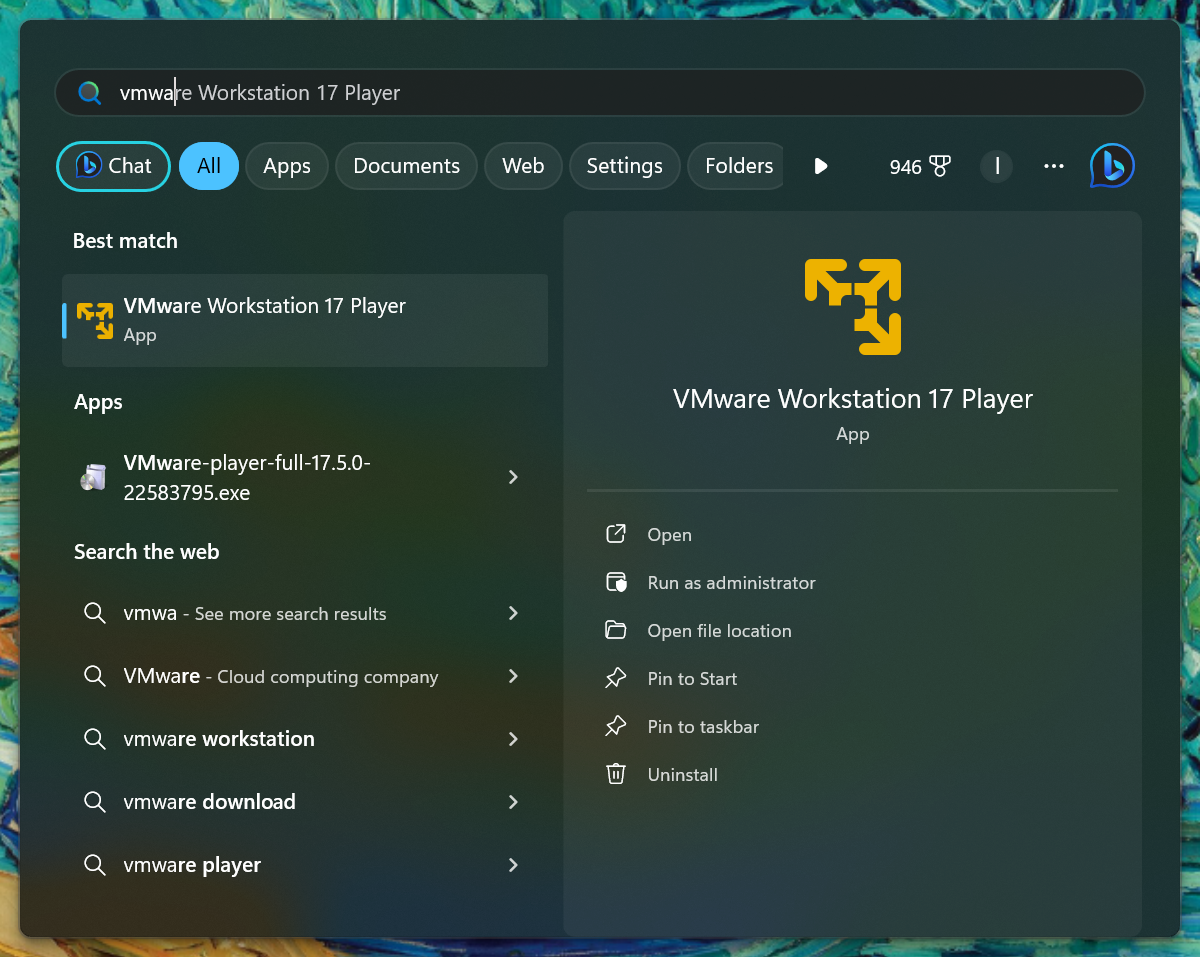 vmware Workstation 17 Player
Chat
All
Apps
Documents
Web
Settings
Folders
946
I
Best match
VMware Workstation 17 Player
App
Apps
VMware-player-full-17.5.0-
22583795.exe
Search the web
vmwa - See more search results
VMware - Cloud computing company
vmware workstation
vmware download
vmware player
VMware Workstation 17 Player
App
Open
Run as administrator
Open file location
Pin to Start
Pin to taskbar
Uninstall